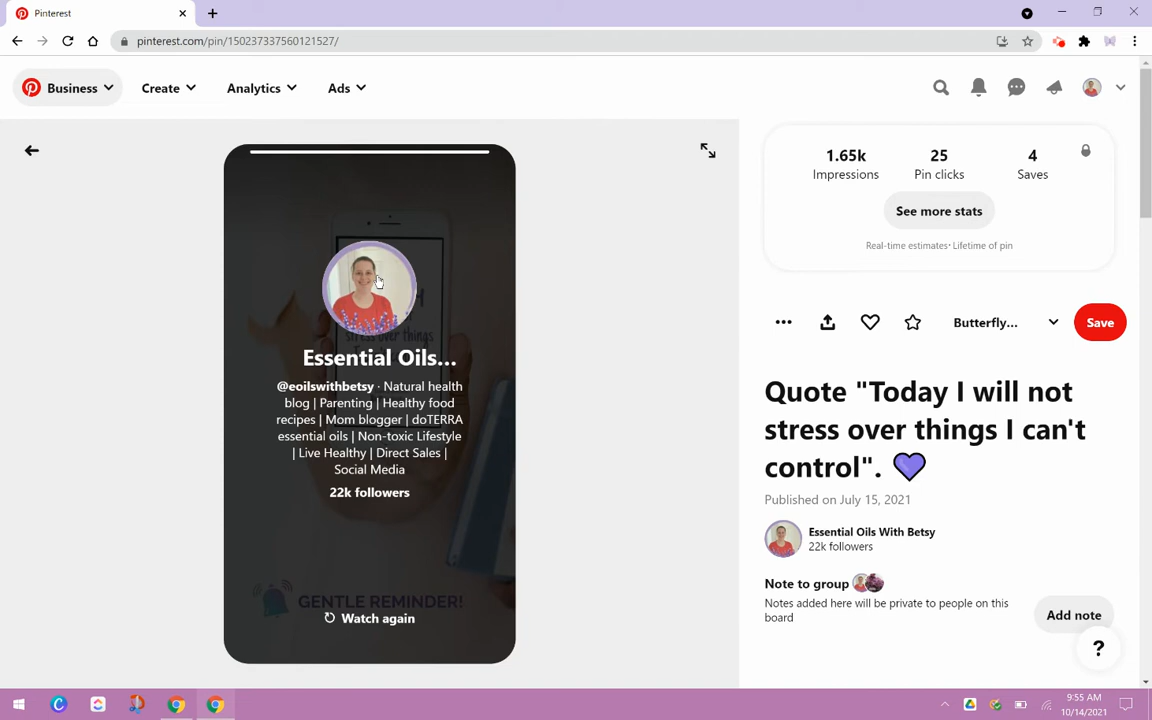 Pinterest
pinterest.com/pin/150237337560121527/
Business
Create
Analytics
Ads
1.65k
Impressions
25
Pin clicks
4
Saves
See more stats
Real-time estimates • Lifetime of pin
Butterfly...
Save
Essential Oils...
@eoilswithbetsy · Natural health
blog | Parenting | Healthy food
recipes | Mom blogger | doTERRA
essential oils | Non-toxic Lifestyle
| Live Healthy | Direct Sales |
Social Media
22k followers
stress over things
GENTLE REMINDER!
Watch again
Quote "Today I will not
stress over things I can't
control". 💜
Published on July 15, 2021
Essential Oils With Betsy
22k followers
Note to group
Notes added here will be private to people on this
board
Add note
?
9:55 AM
10/14/2021